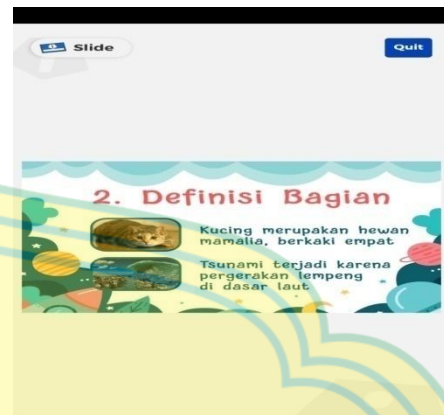 Slide
Quit
2. Definisi Bagian
Kucing merupakan hewan
mamalia, berkaki empat
Tsunami terjadi karena
pergerakan lempeng
di dasar laut